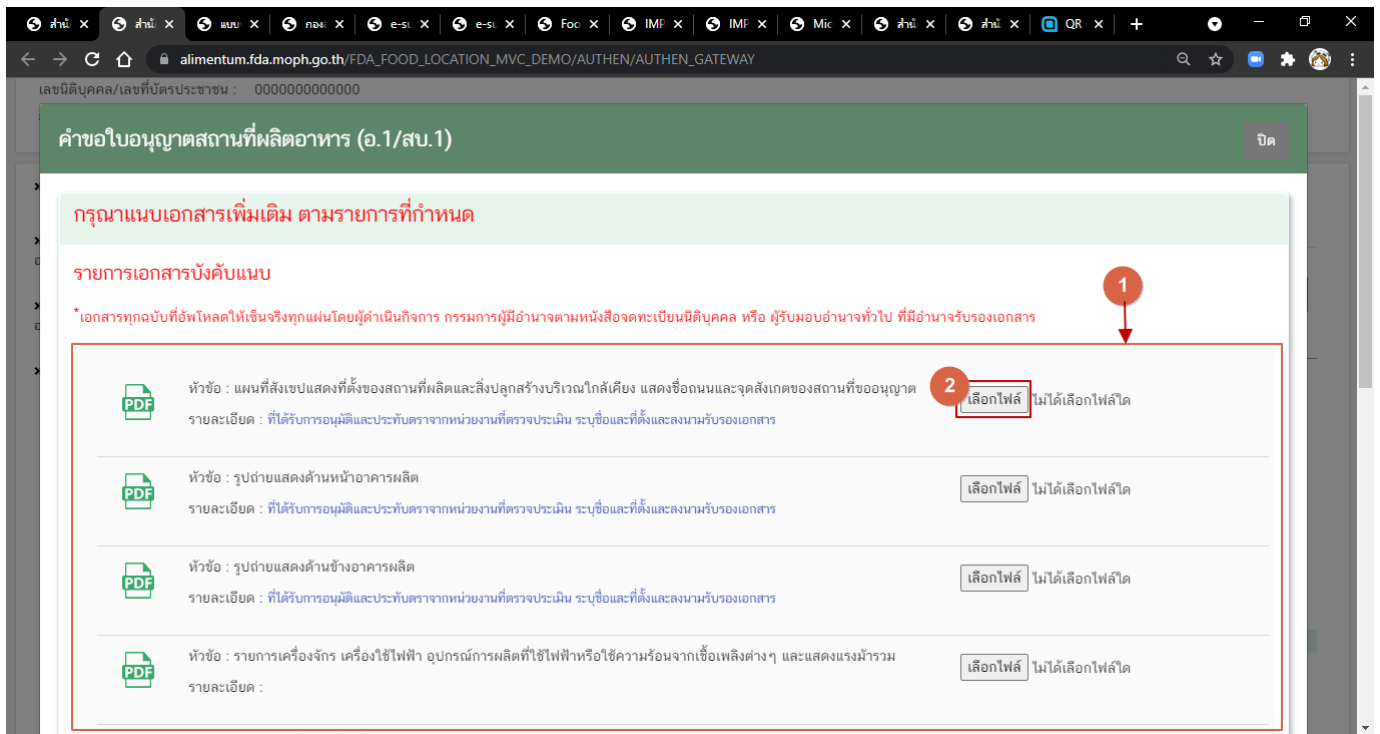 สำนั
สำนั
แบบ
กอง
e-su
e-su
Foo
IMP
IMP
Mic
สำนั
สำนั
QR
alimentum.fda.moph.go.th/FDA_FOOD_LOCATION_MVC_DEMO/AUTHEN/AUTHEN_GATEWAY
เลขนิติบุคคล/เลขที่บัตรประชาชน : 0000000000000
คำขอใบอนุญาตสถานที่ผลิตอาหาร (อ.1/สบ.1)
ปิด
กรุณาแนบเอกสารเพิ่มเติม ตามรายการที่กำหนด
รายการเอกสารบังคับแนบ
1
*เอกสารทุกฉบับที่อัพโหลดให้เซ็นจริงทุกแผ่นโดยผู้ดำเนินกิจการ กรรมการผู้มีอำนาจตามหนังสือจดทะเบียนนิติบุคคล หรือ ผู้รับมอบอำนาจทั่วไป ที่มีอำนาจรับรองเอกสาร
PDF
หัวข้อ : แผนที่สังเขปแสดงที่ตั้งของสถานที่ผลิตและสิ่งปลูกสร้างบริเวณใกล้เคียง แสดงชื่อถนนและจุดสังเกตของสถานที่ขออนุญาต
2
เลือกไฟล์ ไม่ได้เลือกไฟล์ใด
รายละเอียด : ที่ได้รับการอนุมัติและประทับตราจากหน่วยงานที่ตรวจประเมิน ระบุชื่อและที่ตั้งและลงนามรับรองเอกสาร
PDF
หัวข้อ : รูปถ่ายแสดงด้านหน้าอาคารผลิต
เลือกไฟล์ ไม่ได้เลือกไฟล์ใด
รายละเอียด : ที่ได้รับการอนุมัติและประทับตราจากหน่วยงานที่ตรวจประเมิน ระบุชื่อและที่ตั้งและลงนามรับรองเอกสาร
PDF
หัวข้อ : รูปถ่ายแสดงด้านข้างอาคารผลิต
เลือกไฟล์ ไม่ได้เลือกไฟล์ใด
รายละเอียด : ที่ได้รับการอนุมัติและประทับตราจากหน่วยงานที่ตรวจประเมิน ระบุชื่อและที่ตั้งและลงนามรับรองเอกสาร
PDF
หัวข้อ : รายการเครื่องจักร เครื่องใช้ไฟฟ้า อุปกรณ์การผลิตที่ใช้ไฟฟ้าหรือใช้ความร้อนจากเชื้อเพลิงต่างๆ และแสดงแรงม้ารวม
เลือกไฟล์ ไม่ได้เลือกไฟล์ใด
รายละเอียด :